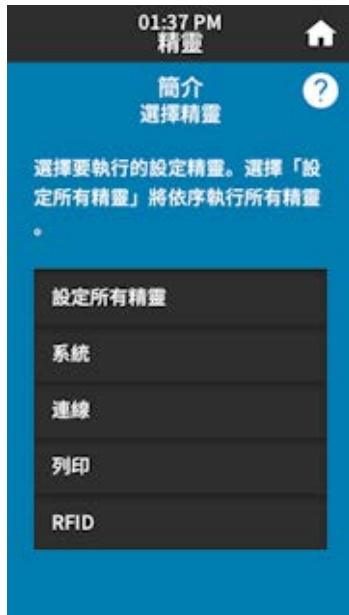 01:37 PM
精靈
簡介
選擇精靈
?
選擇要執行的設定精靈。選擇「設
定所有精靈」將依序執行所有精靈
。
設定所有精靈
系統
連線
列印
RFID